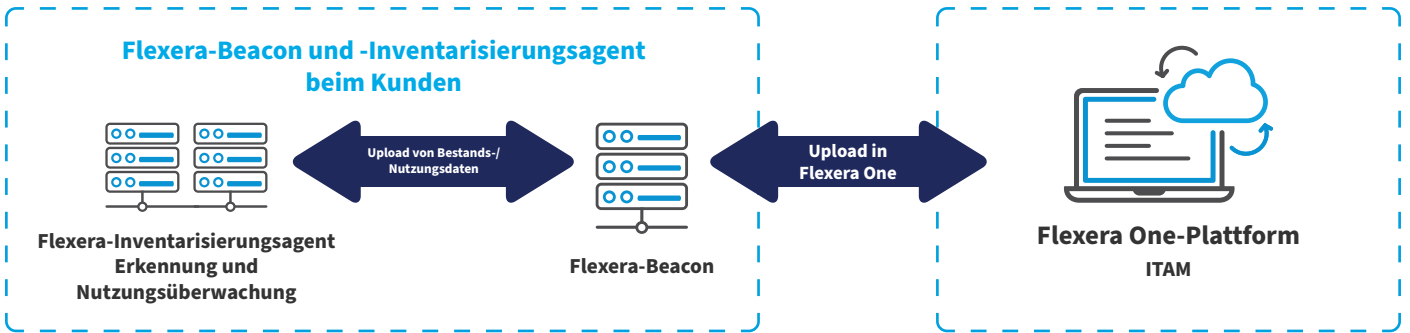 Flexera-Beacon und -Inventarisierungsagent
beim Kunden
Upload von Bestands-/
Nutzungsdaten
Upload in
Flexera One
Flexera-Inventarisierungsagent
Erkennung und
Nutzungsüberwachung
Flexera-Beacon
Flexera One-Plattform
ITAM